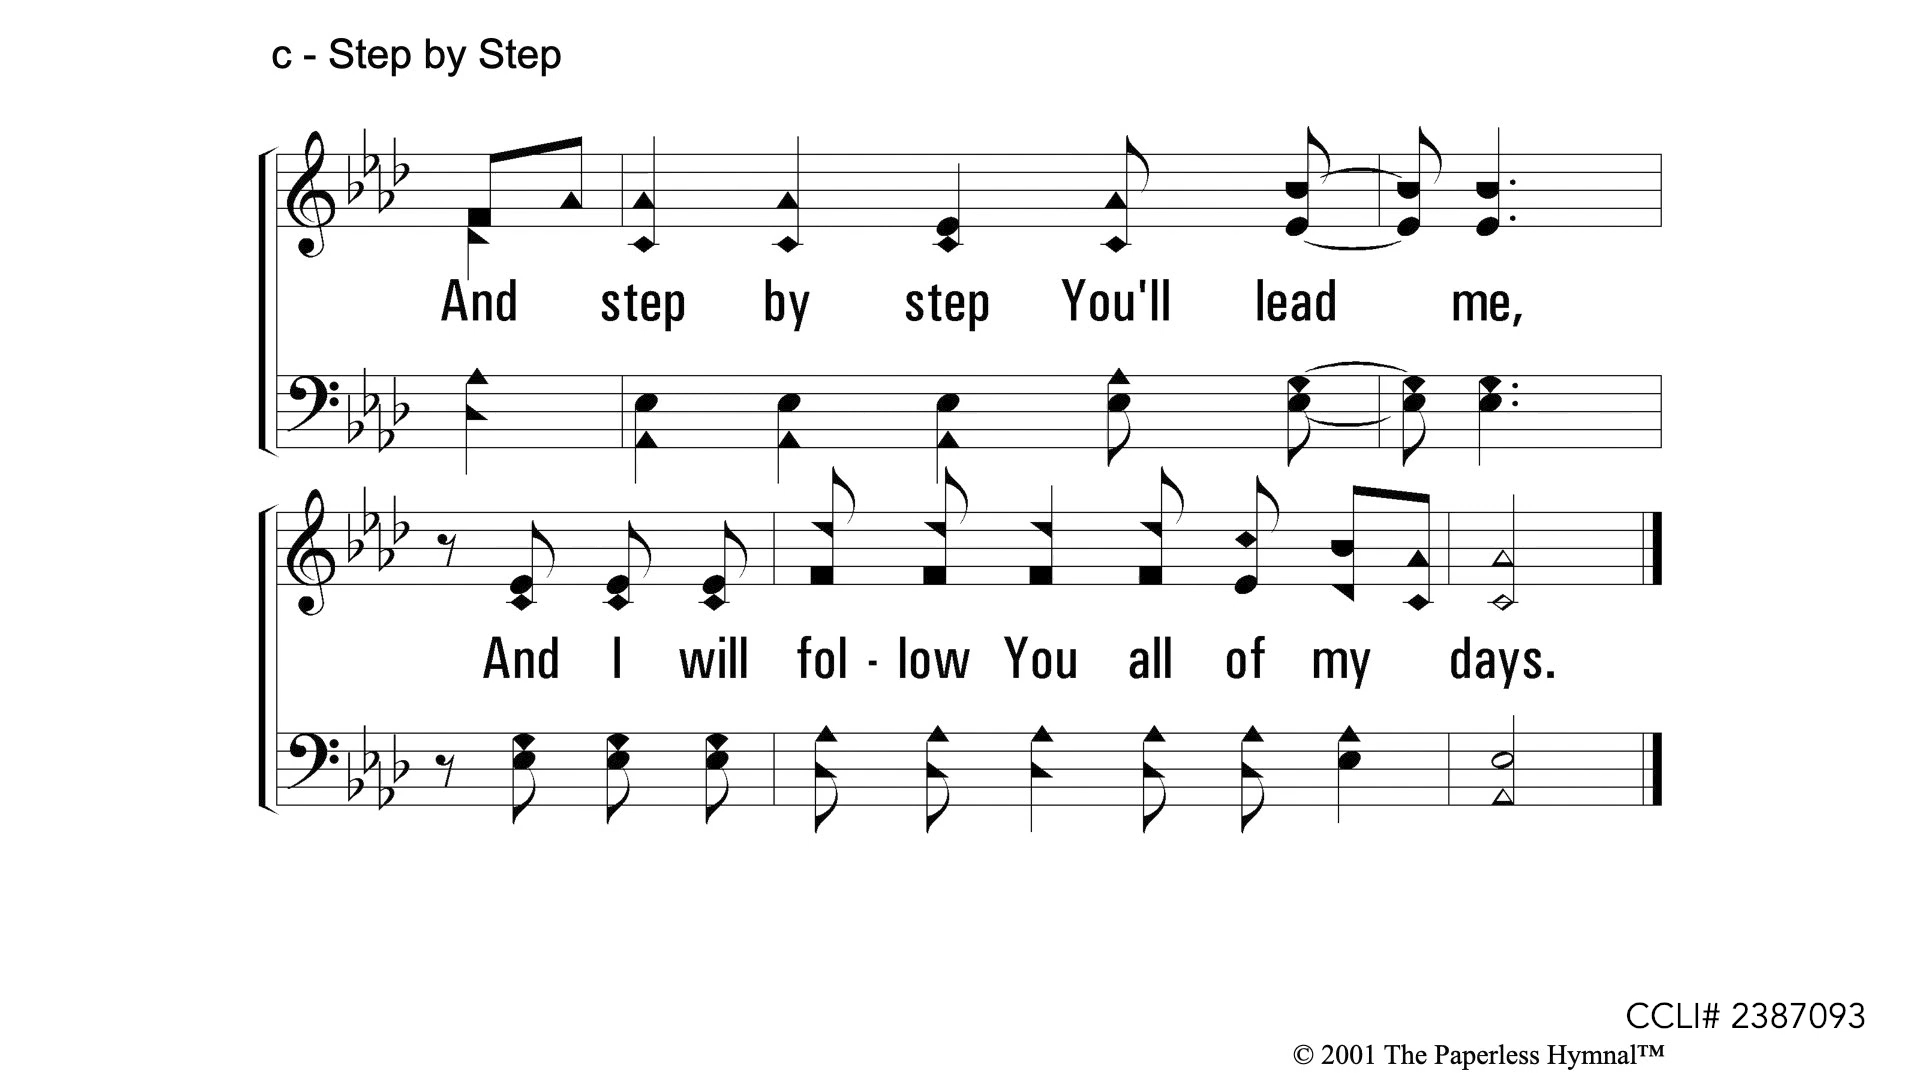 c - Step by Step
And step by step You'll lead me,
And I will fol - low You all of my days.
CCLI# 2387093
© 2001 The Paperless Hymnal™